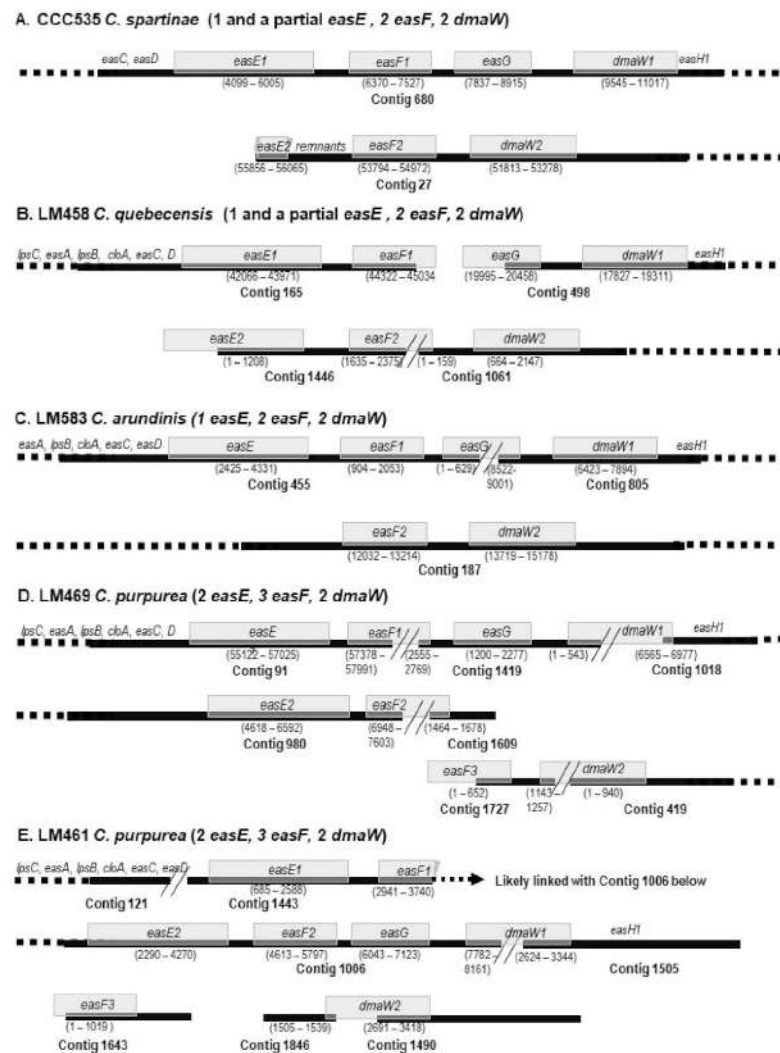 A. CCC535 C. spartinae (1 and a partial easE , 2 easF, 2 dmaW)
easC, easD easE1 easF1 easG dmaW1 easH1
(4099 – 6005) (6370 – 7527) (7837 – 8915) (9545 – 11017)
Contig 680
easE2 remnants easF2 dmaW2
(55856 – 56065) (53794 – 54972) (51813 – 53278)
Contig 27
B. LM458 C. quebecensis (1 and a partial easE , 2 easF, 2 dmaW)
lpsC, easA, lpsB, cloA, easC, D easE1 easF1 easG dmaW1 easH1
(42066 – 43971) (44322 – 45034 (19995 – 20458) (17827 – 19311)
Contig 165 Contig 498
easE2 easF2 dmaW2
(1 – 1208) (1635 – 2375) (1 – 159) (664 – 2147)
Contig 1446 Contig 1061
C. LM583 C. arundinis (1 easE, 2 easF, 2 dmaW)
easA, lpsB, cloA, easC, easD easE easF1 easG dmaW1 easH1
(2425 – 4331) (904 – 2053) (1 – 629) (8522- 9001) (6423 – 7894)
Contig 455 Contig 805
easF2 dmaW2
(12032 – 13214) (13719 – 15178)
Contig 187
D. LM469 C. purpurea (2 easE, 3 easF, 2 dmaW)
lpsC, easA, lpsB, cloA, easC, D easE easF1 easG dmaW1 easH1
(55122 – 57025) (57378 – 57991) (2555 – 2769) (1200 – 2277) (1 – 543) (6565 – 6977)
Contig 91 Contig 1419 Contig 1018
easE2 easF2
(4618 – 6592) (6948 – 7603) (1464 – 1678)
Contig 980 Contig 1609
easF3 dmaW2
(1 – 652) (1143 – 1257) (1 – 940)
Contig 1727 Contig 419
E. LM461 C. purpurea (2 easE, 3 easF, 2 dmaW)
lpsC, easA, lpsB, cloA, easC, easD easE1 easF1
(685 – 2588) (2941 – 3740) Likely linked with Contig 1006 below
Contig 121 Contig 1443
easE2 easF2 easG dmaW1 easH1
(2290 – 4270) (4613 – 5797) (6043 – 7123) (7782 – 8161) (2624 – 3344)
Contig 1006 Contig 1505
easF3 dmaW2
(1 – 1019 ) (1505 – 1539) (2691 – 3418)
Contig 1643 Contig 1846 Contig 1490